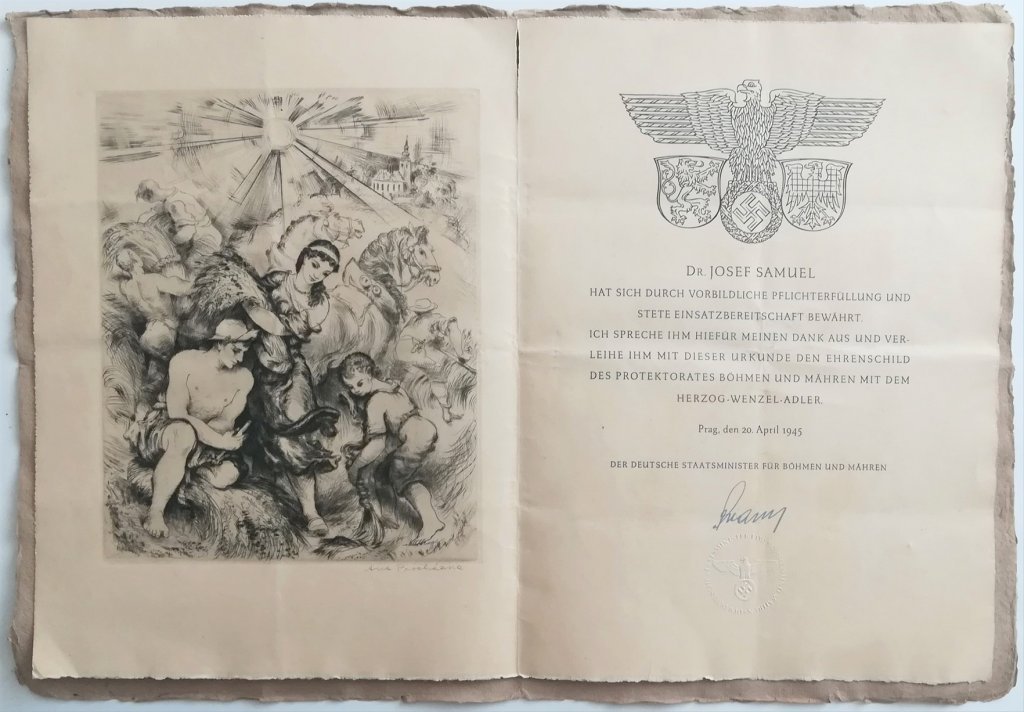 DR. JOSEF SAMUEL
HAT SICH DURCH VORBILDLICHE PFLICHTERFÜLLUNG UND
STETE EINSATZBEREITSCHAFT BEWÄHRT.
ICH SPRECHE IHM HIEFÜR MEINEN DANK AUS UND VER-
LEIHE IHM MIT DIESER URKUNDE DEN EHRENSCHILD
DES PROTEKTORATES BÖHMEN UND MÄHREN MIT DEM
HERZOG-WENZEL-ADLER.
Prag, den 20. April 1945
DER DEUTSCHE STAATSMINISTER FÜR BÖHMEN UND MÄHREN